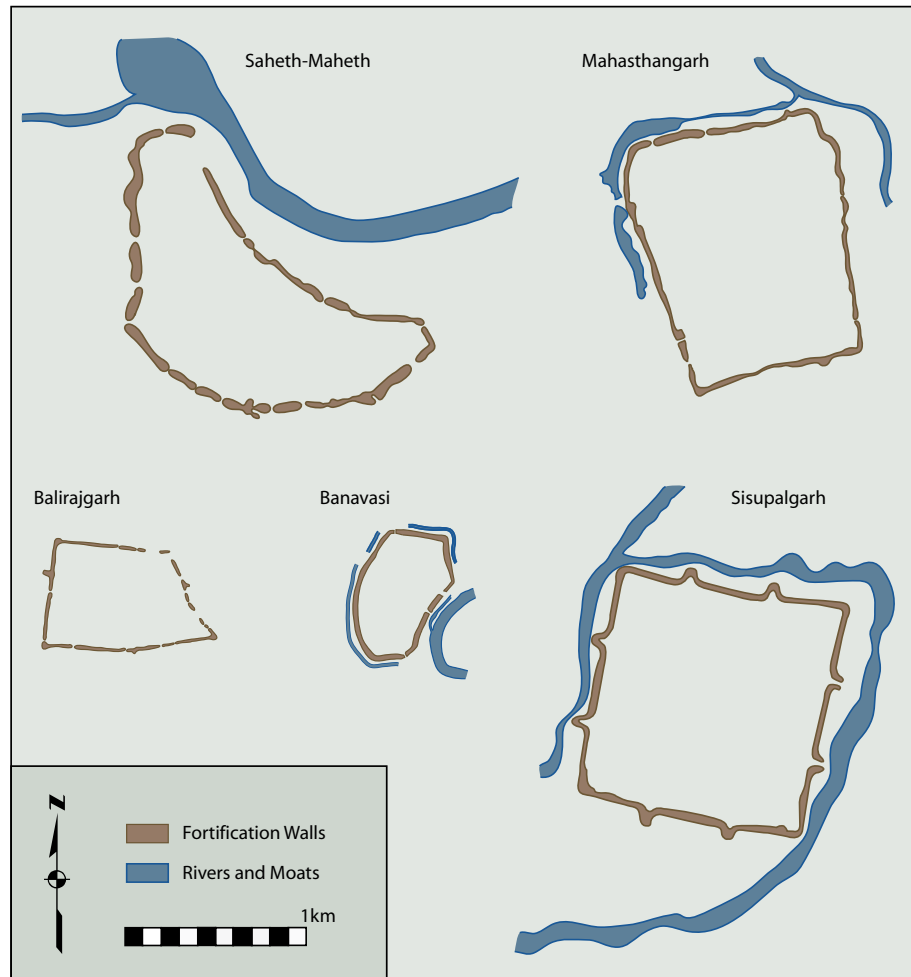 Saheth-Maheth
Mahasthangarh
Balirajgarh
Banavasi
Sisupalgarh
N
Fortification Walls
Rivers and Moats
1km